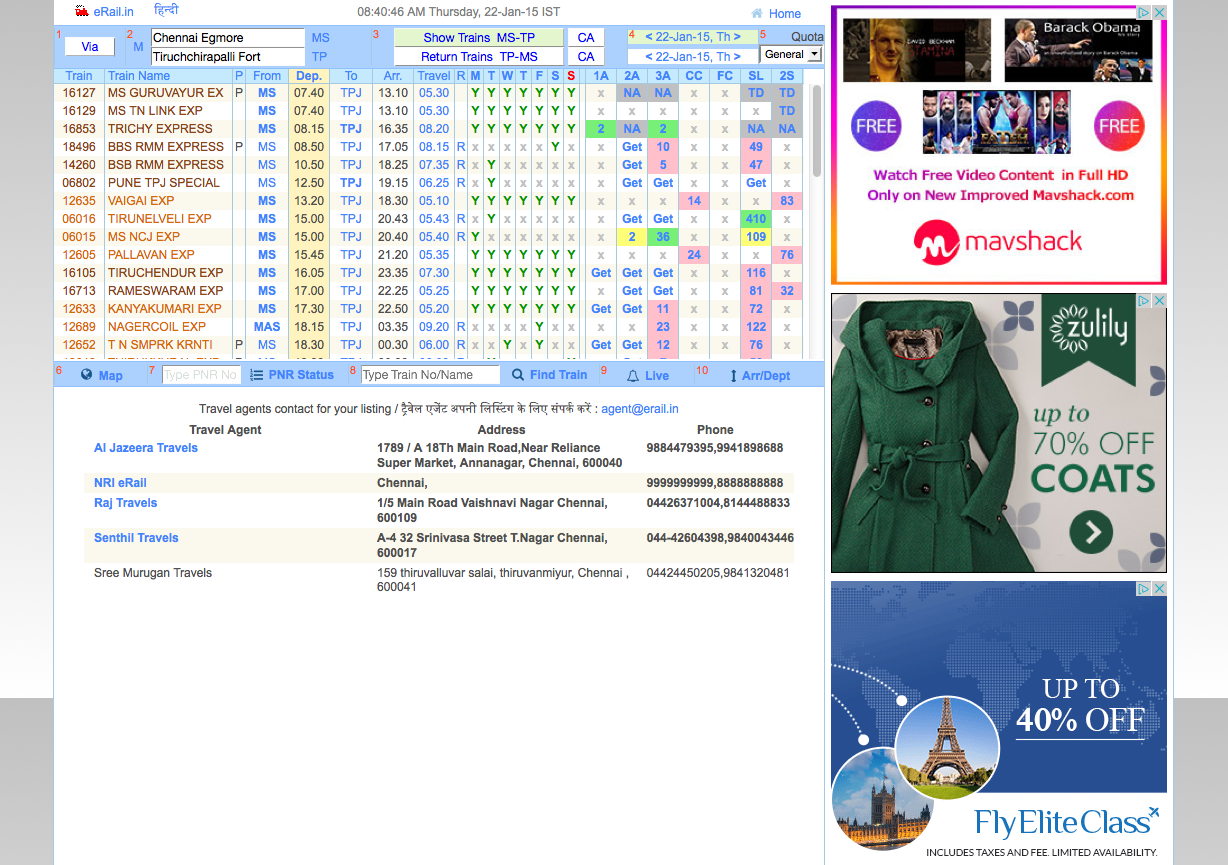 eRail.in हिन्दी 08:40:46 AM Thursday, 22-Jan-15 IST Home
1 Via 2 M Chennai Egmore MS 3 Show Trains MS-TP CA 4 < 22-Jan-15, Th > 5 Quota
Tiruchchirapalli Fort TP Return Trains TP-MS CA < 22-Jan-15, Th > General
Train Train Name P From Dep. To Arr. Travel R M T W T F S S 1A 2A 3A CC FC SL 2S
16127 MS GURUVAYUR EX P MS 07.40 TPJ 13.10 05.30 Y Y Y Y Y Y Y x NA NA x x TD TD
16129 MS TN LINK EXP MS 07.40 TPJ 13.10 05.30 Y Y Y Y Y Y Y x x x x x x TD
16853 TRICHY EXPRESS MS 08.15 TPJ 16.35 08.20 Y Y Y Y Y Y Y 2 NA 2 x x NA NA
18496 BBS RMM EXPRESS P MS 08.50 TPJ 17.05 08.15 R x x x x x Y x x Get 10 x x 49 x
14260 BSB RMM EXPRESS MS 10.50 TPJ 18.25 07.35 R x Y x x x x x x Get 5 x x 47 x
06802 PUNE TPJ SPECIAL MS 12.50 TPJ 19.15 06.25 R x Y x x x x x x Get Get x x Get x
12635 VAIGAI EXP MS 13.20 TPJ 18.30 05.10 Y Y Y Y Y Y Y x x x 14 x x 83
06016 TIRUNELVELI EXP MS 15.00 TPJ 20.43 05.43 R x Y x x x x x x Get Get x x 410 x
06015 MS NCJ EXP MS 15.00 TPJ 20.40 05.40 R Y x x x x x x x 2 36 x x 109 x
12605 PALLAVAN EXP MS 15.45 TPJ 21.20 05.35 Y Y Y Y Y Y Y x x x 24 x x 76
16105 TIRUCHENDUR EXP MS 16.05 TPJ 23.35 07.30 Y Y Y Y Y Y Y Get Get Get x x 116 x
16713 RAMESWARAM EXP MS 17.00 TPJ 22.25 05.25 Y Y Y Y Y Y Y x Get Get x x 81 32
12633 KANYAKUMARI EXP MS 17.30 TPJ 22.50 05.20 Y Y Y Y Y Y Y Get Get 11 x x 72 x
12689 NAGERCOIL EXP MAS 18.15 TPJ 03.35 09.20 R x x x x Y x x x x 23 x x 122 x
12652 T N SMPRK KRNTI P MS 18.30 TPJ 00.30 06.00 R x x Y x Y x x Get Get 12 x x 76 x
6 Map 7 Type PNR No PNR Status 8 Type Train No/Name Find Train 9 Live 10 Arr/Dept
Travel agents contact for your listing / ट्रैवेल एजेंट अपनी लिस्टिंग के लिए संपर्क करें : agent@erail.in
Travel Agent Address Phone
Al Jazeera Travels 1789 / A 18Th Main Road,Near Reliance 9884479395,9941898688
Super Market, Annanagar, Chennai, 600040
NRI eRail Chennai, 9999999999,8888888888
Raj Travels 1/5 Main Road Vaishnavi Nagar Chennai, 04426371004,8144488833
600109
Senthil Travels A-4 32 Srinivasa Street T.Nagar Chennai, 044-42604398,9840043446
600017
Sree Murugan Travels 159 thiruvalluvar salai, thiruvanmiyur, Chennai , 04424450205,9841320481
600041
DAVID BECKHAM
STAMINA
Barack Obama
FREE
FREE
Watch Free Video Content in Full HD
Only on New Improved Mavshack.com
mavshack
zulily
up to
70% OFF
COATS
UP TO
40% OFF
FlyEliteClass
INCLUDES TAXES AND FEE. LIMITED AVAILABILITY.